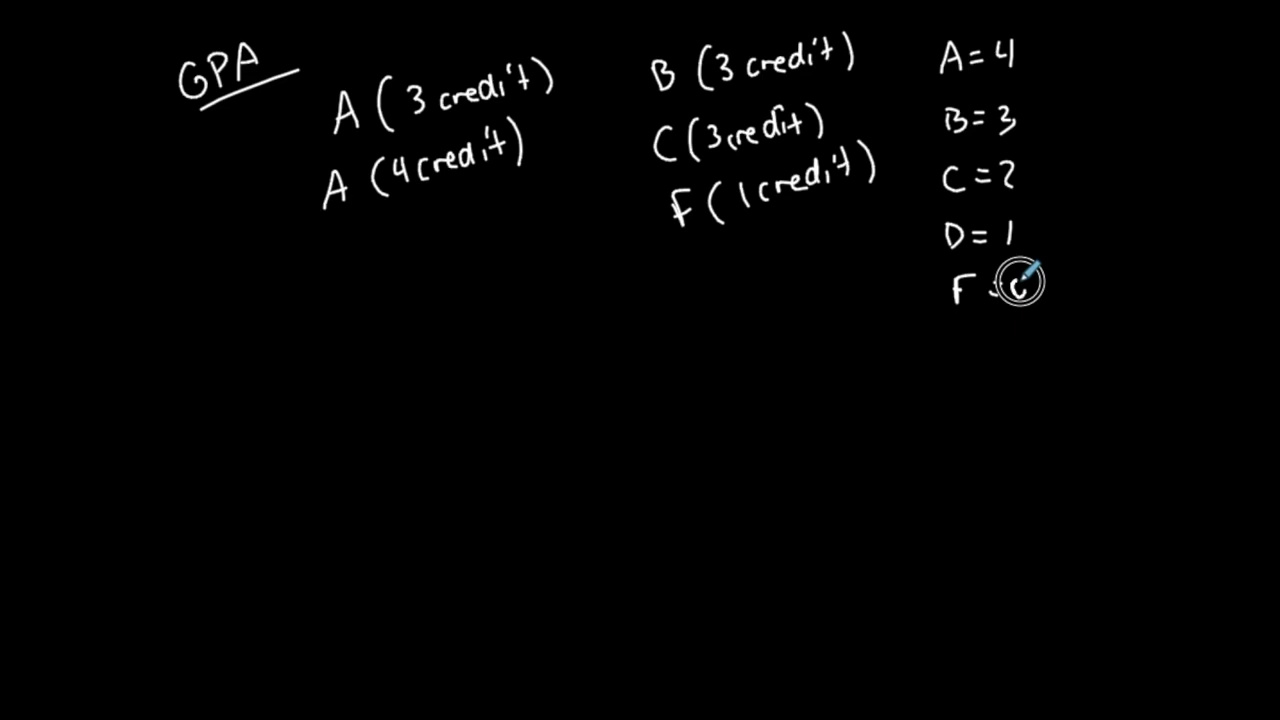 GPA
A (3 credit)
A (4 credit)
B (3 credit)
C (3 credit)
F (1 credit)
A = 4
B = 3
C = 2
D = 1
F =